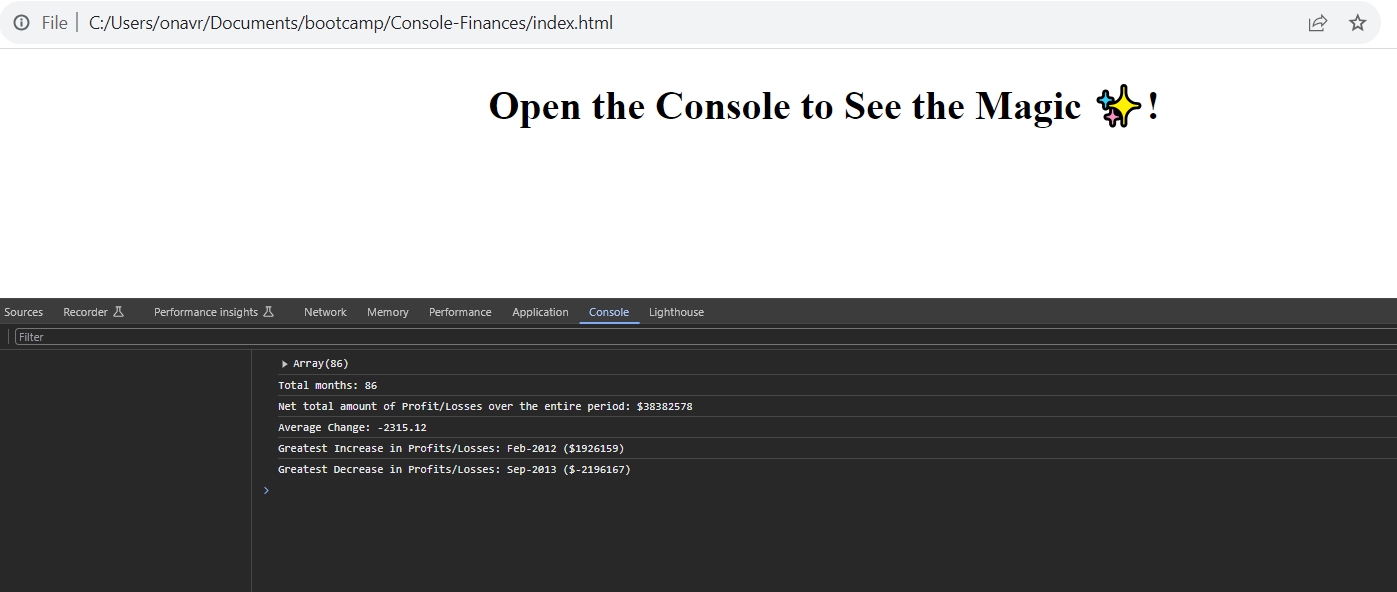 File | C:/Users/onavr/Documents/bootcamp/Console-Finances/index.html
Open the Console to See the Magic ✨!
Sources Recorder Performance insights Network Memory Performance Application Console Lighthouse
Filter
▶ Array(86)
Total months: 86
Net total amount of Profit/Losses over the entire period: $38382578
Average Change: -2315.12
Greatest Increase in Profits/Losses: Feb-2012 ($1926159)
Greatest Decrease in Profits/Losses: Sep-2013 ($-2196167)
>